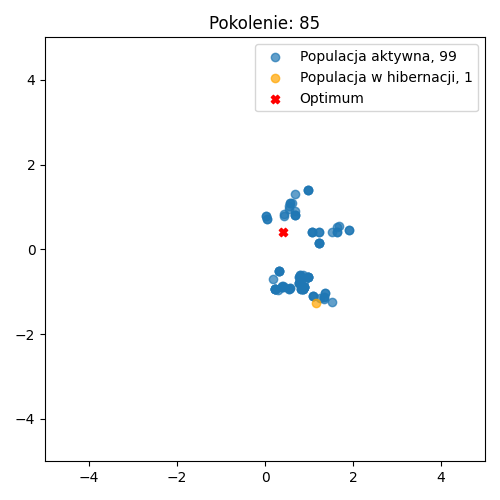 Pokolenie: 85
Populacja aktywna, 99
Populacja w hibernacji, 1
Optimum
4
2
0
−2
−4
−4
−2
0
2
4